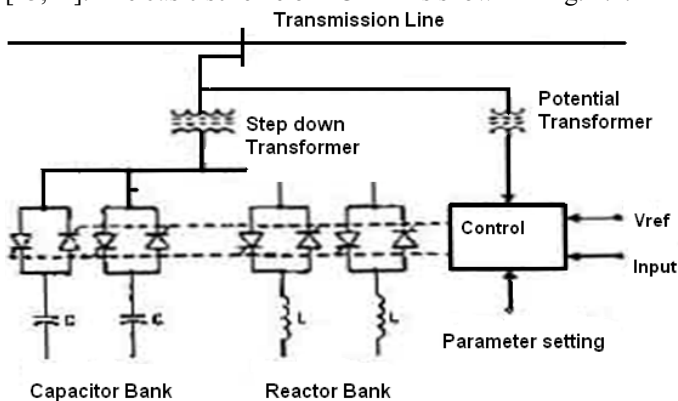 Transmission Line
Step down
Transformer
Potential
Transformer
Control
Vref
Input
C
C
L
L
Parameter setting
Capacitor Bank
Reactor Bank